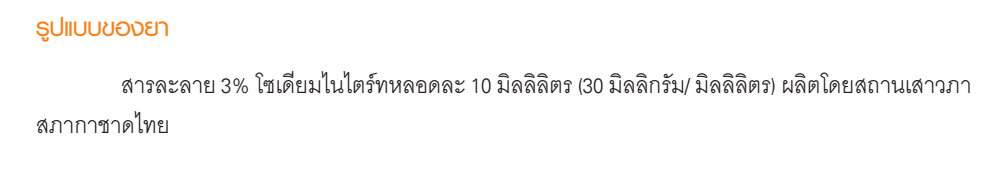 รูปแบบของยา
สารละลาย 3% โซเดียมไนไตร์ทหลอดละ 10 มิลลิลิตร (30 มิลลิกรัม/ มิลลิลิตร) ผลิตโดยสถานเสาวภา
สภากาชาดไทย